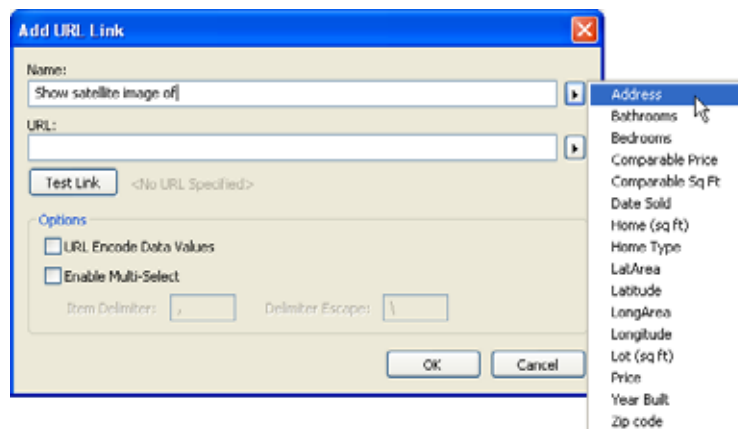 Add URL Link
Name:
Show satellite image of
URL:
Test Link <No URL Specified>
Options
URL Encode Data Values
Enable Multi-Select
Item Delimiter: , Delimiter Escape: \
OK Cancel
Address
Bathrooms
Bedrooms
Comparable Price
Comparable Sq Ft
Date Sold
Home (sq ft)
Home Type
LatArea
Latitude
LongArea
Longitude
Lot (sq ft)
Price
Year Built
Zip code